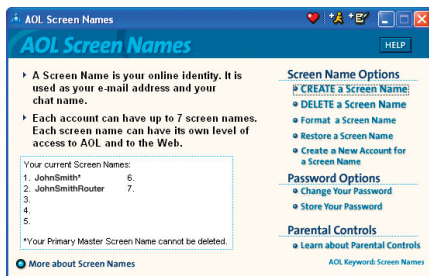 AOL Screen Names
AOL Screen Names
HELP
A Screen Name is your online identity. It is
used as your e-mail address and your
chat name.
Each account can have up to 7 screen names.
Each screen name can have its own level of
access to AOL and to the Web.
Your current Screen Names:
1. JohnSmith* 6.
2. JohnSmithRouter 7.
3.
4.
5.
*Your Primary Master Screen Name cannot be deleted.
More about Screen Names
Screen Name Options
CREATE a Screen Name
DELETE a Screen Name
Format a Screen Name
Restore a Screen Name
Create a New Account for
a Screen Name
Password Options
Change Your Password
Store Your Password
Parental Controls
Learn about Parental Controls
AOL Keyword: Screen Names